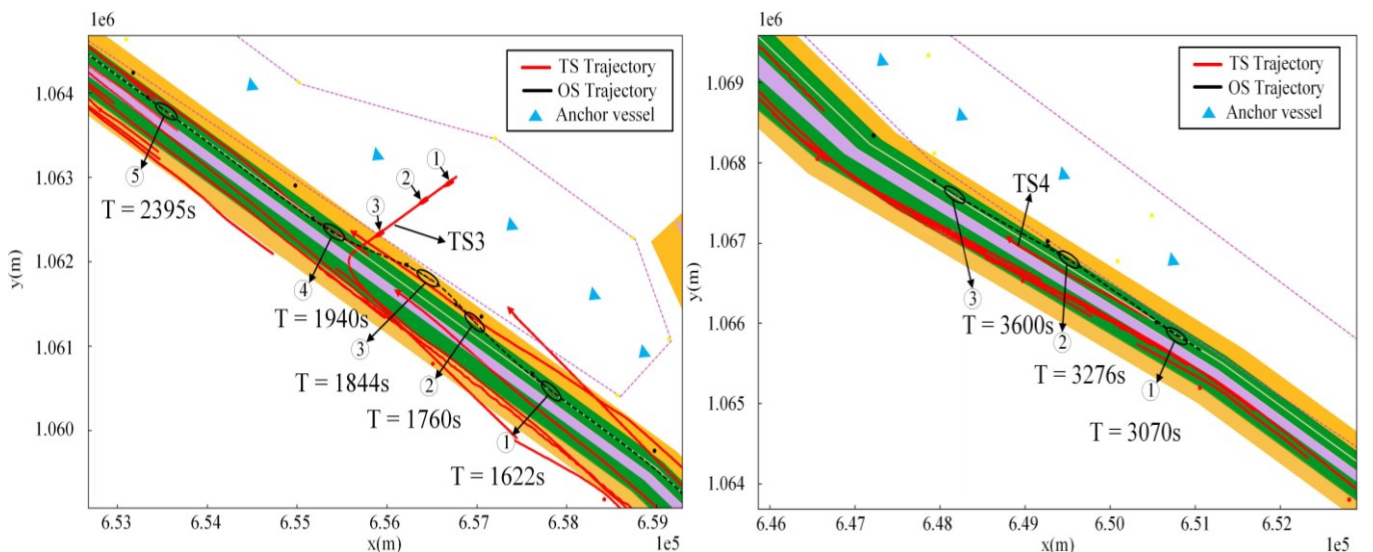 1e6
TS Trajectory
OS Trajectory
Anchor vessel
1.064
1.063
1.062
1.061
1.060
y(m)
①
②
③
TS3
⑤
T = 2395s
④
T = 1940s
③
T = 1844s
②
T = 1760s
①
T = 1622s
6.53
6.54
6.55
6.56
6.57
6.58
6.59
x(m)
1e5
1e6
TS Trajectory
OS Trajectory
Anchor vessel
1.069
1.068
1.067
1.066
1.065
1.064
y(m)
TS4
③
T = 3600s
②
T = 3276s
①
T = 3070s
6.46
6.47
6.48
6.49
6.50
6.51
6.52
x(m)
1e5